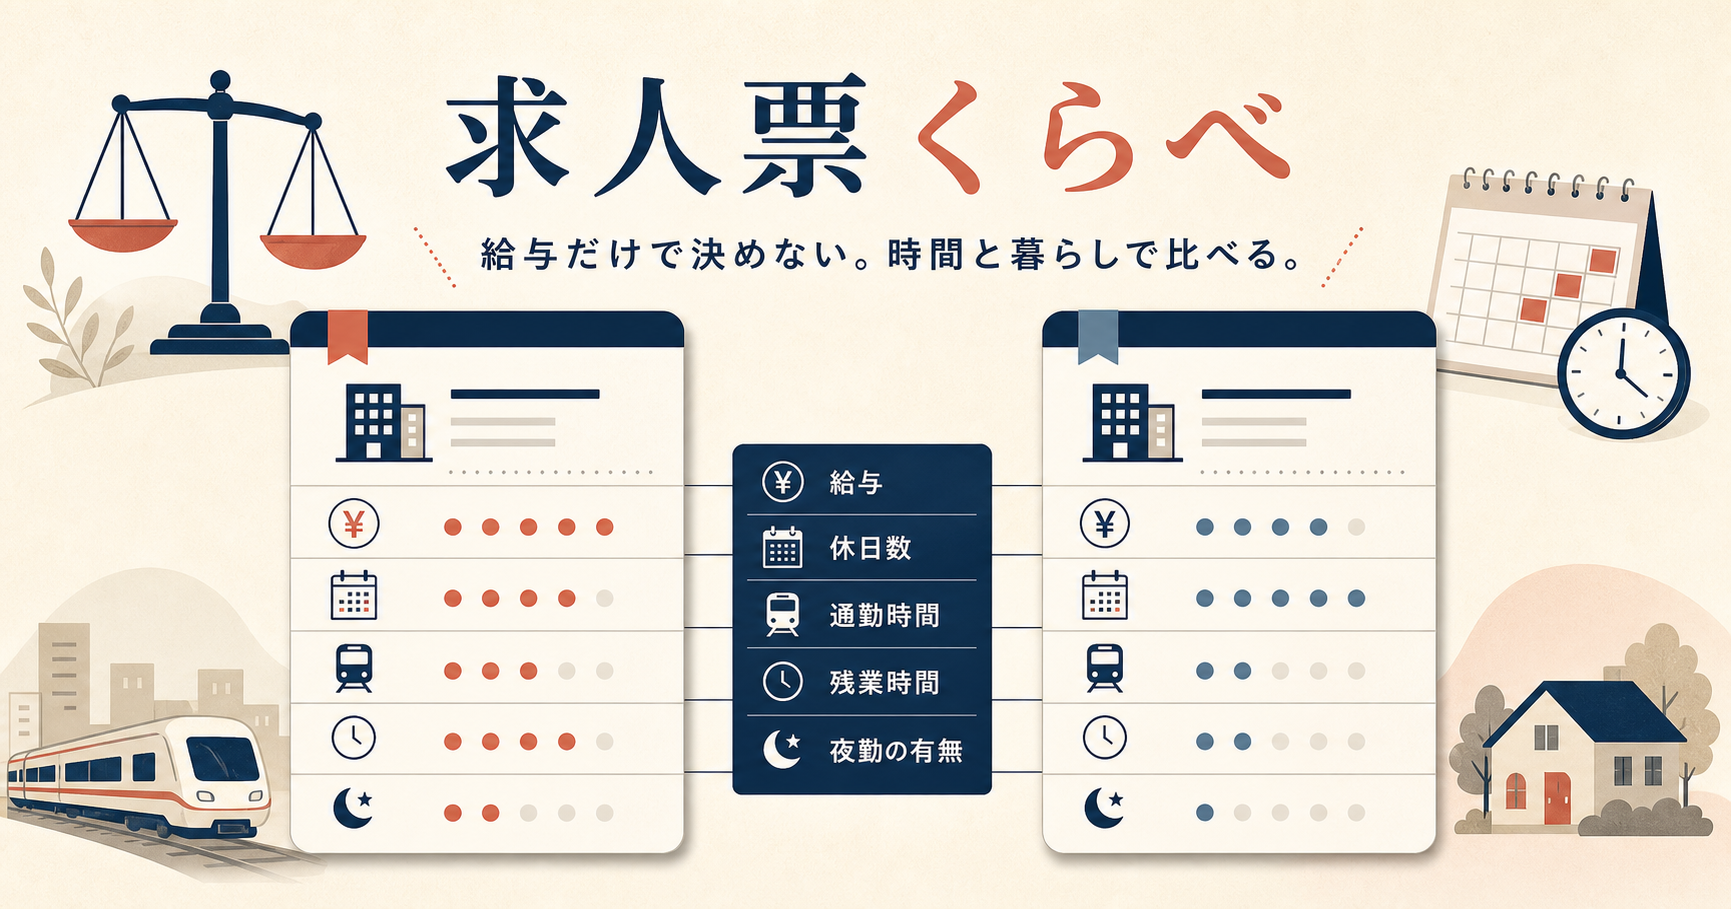 求人票くらべ
給与だけで決めない。時間と暮らしで比べる。
¥ 給与
休日数
通勤時間
残業時間
夜勤の有無
¥
¥